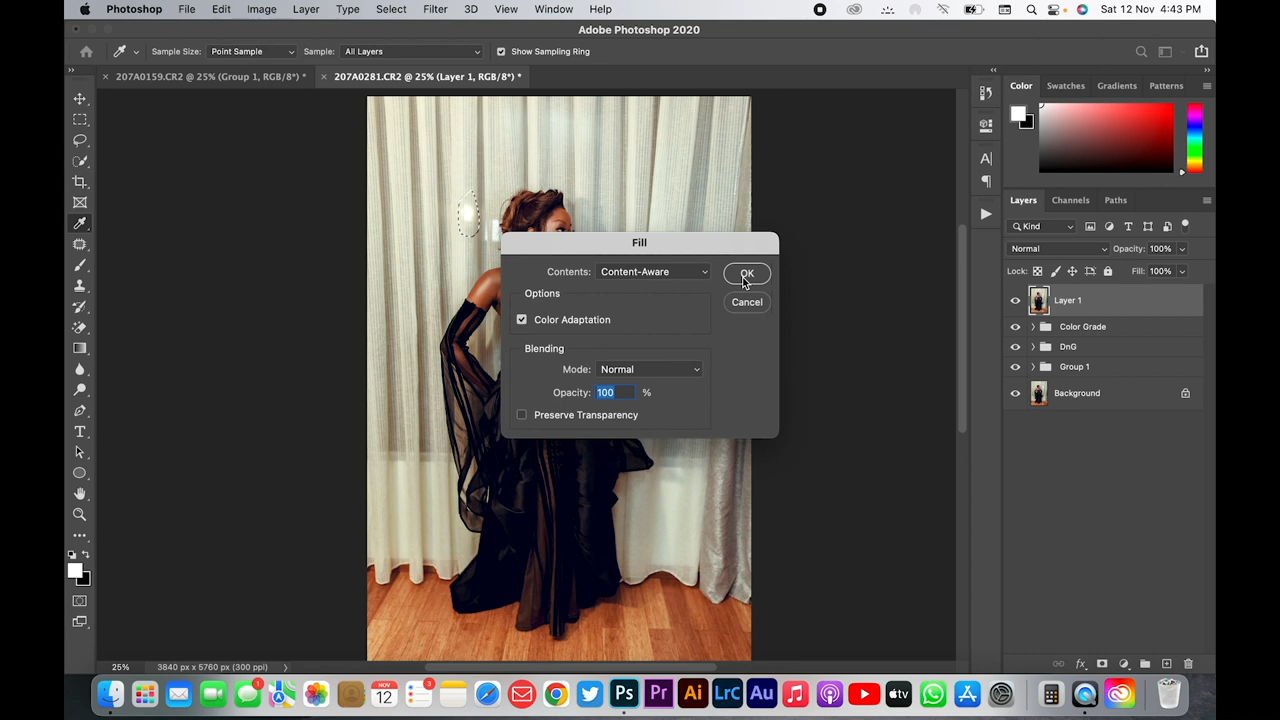 Photoshop File Edit Image Layer Type Select Filter 3D View Window Help Sat 12 Nov 4:43 PM
Adobe Photoshop 2020
Sample Size: Point Sample Sample: All Layers Show Sampling Ring
207A0159.CR2 @ 25% (Group 1, RGB/8*) * 207A0281.CR2 @ 25% (Layer 1, RGB/8*) *
Color Swatches Gradients Patterns
Layers Channels Paths
Kind
Normal Opacity: 100%
Lock: Fill: 100%
Layer 1
Color Grade
DnG
Group 1
Background
Fill
Contents: Content-Aware
OK
Options
Cancel
Color Adaptation
Blending
Mode: Normal
Opacity: 100 %
Preserve Transparency
25% 3840 px x 5760 px (300 ppi)
NOV
12
1
3
Ps Pr Ai LrC Au
tv